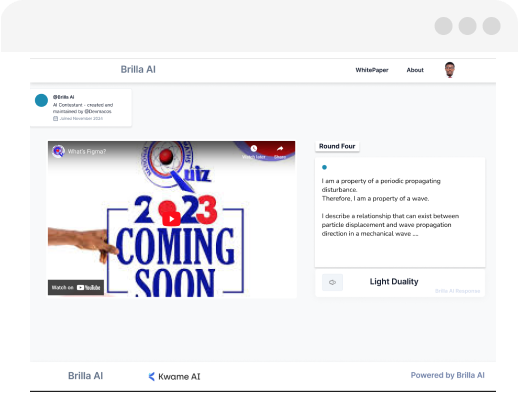 Brilla AI
WhitePaper
About
@Brilla Ai
AI Contestant - created and
maintained by @Deontaods.
Joined November 2024
What's Figma?
Watch later
Share
Quiz
2023
COMING
SOON
Watch on YouTube
Round Four
I am a property of a periodic propagating
disturbance.
Therefore, I am a property of a wave.
I describe a relationship that can exist between
particle displacement and wave propagation
direction in a mechanical wave ....
Light Duality
Brilla AI Response
Brilla AI
Kwame AI
Powered by Brilla AI